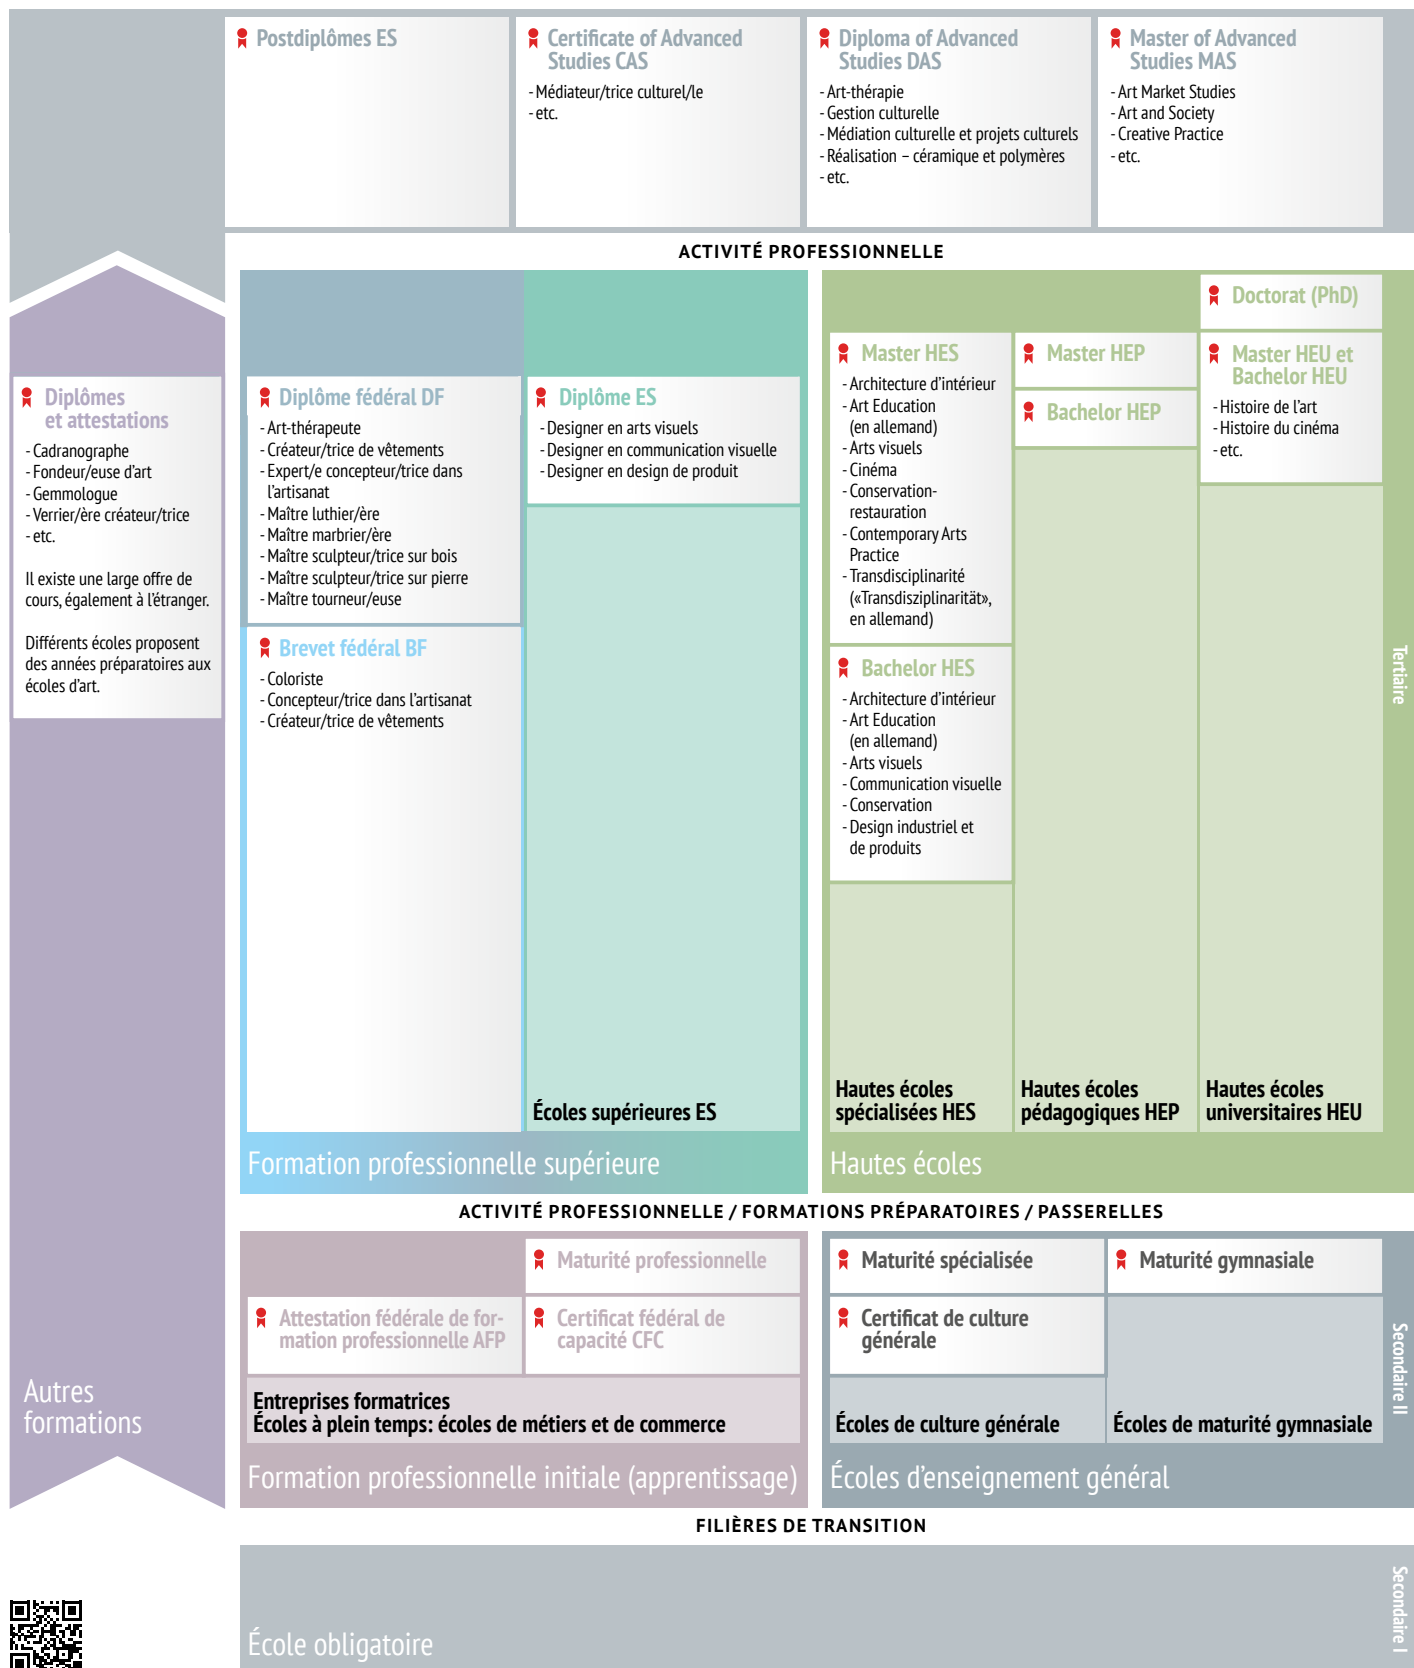 Postdiplômes ES
Certificate of Advanced
Studies CAS
- Médiateur/trice culturel/le
- etc.
Diploma of Advanced
Studies DAS
- Art-thérapie
- Gestion culturelle
- Médiation culturelle et projets culturels
- Réalisation – céramique et polymères
- etc.
Master of Advanced
Studies MAS
- Art Market Studies
- Art and Society
- Creative Practice
- etc.
ACTIVITÉ PROFESSIONNELLE
Diplômes
et attestations
- Cadranographe
- Fondeur/euse d’art
- Gemmologue
- Verrier/ère créateur/trice
- etc.
Il existe une large offre de
cours, également à l’étranger.
Différents écoles proposent
des années préparatoires aux
écoles d’art.
Autres
formations
Diplôme fédéral DF
- Art-thérapeute
- Créateur/trice de vêtements
- Expert/e concepteur/trice dans
l’artisanat
- Maître luthier/ère
- Maître marbrier/ère
- Maître sculpteur/trice sur bois
- Maître sculpteur/trice sur pierre
- Maître tourneur/euse
Brevet fédéral BF
- Coloriste
- Concepteur/trice dans l’artisanat
- Créateur/trice de vêtements
Diplôme ES
- Designer en arts visuels
- Designer en communication visuelle
- Designer en design de produit
Écoles supérieures ES
Formation professionnelle supérieure
Master HES
- Architecture d’intérieur
- Art Education
(en allemand)
- Arts visuels
- Cinéma
- Conservation-
restauration
- Contemporary Arts
Practice
- Transdisciplinarité
(«Transdisziplinarität»,
en allemand)
Bachelor HES
- Architecture d’intérieur
- Art Education
(en allemand)
- Arts visuels
- Communication visuelle
- Conservation
- Design industriel et
de produits
Hautes écoles
spécialisées HES
Master HEP
Bachelor HEP
Hautes écoles
pédagogiques HEP
Doctorat (PhD)
Master HEU et
Bachelor HEU
- Histoire de l’art
- Histoire du cinéma
- etc.
Hautes écoles
universitaires HEU
Hautes écoles
Tertiaire
ACTIVITÉ PROFESSIONNELLE / FORMATIONS PRÉPARATOIRES / PASSERELLES
Maturité professionnelle
Attestation fédérale de for-
mation professionnelle AFP
Certificat fédéral de
capacité CFC
Entreprises formatrices
Écoles à plein temps: écoles de métiers et de commerce
Formation professionnelle initiale (apprentissage)
Maturité spécialisée
Certificat de culture
générale
Écoles de culture générale
Maturité gymnasiale
Écoles de maturité gymnasiale
Écoles d’enseignement général
Secondaire II
FILIÈRES DE TRANSITION
École obligatoire
Secondaire I